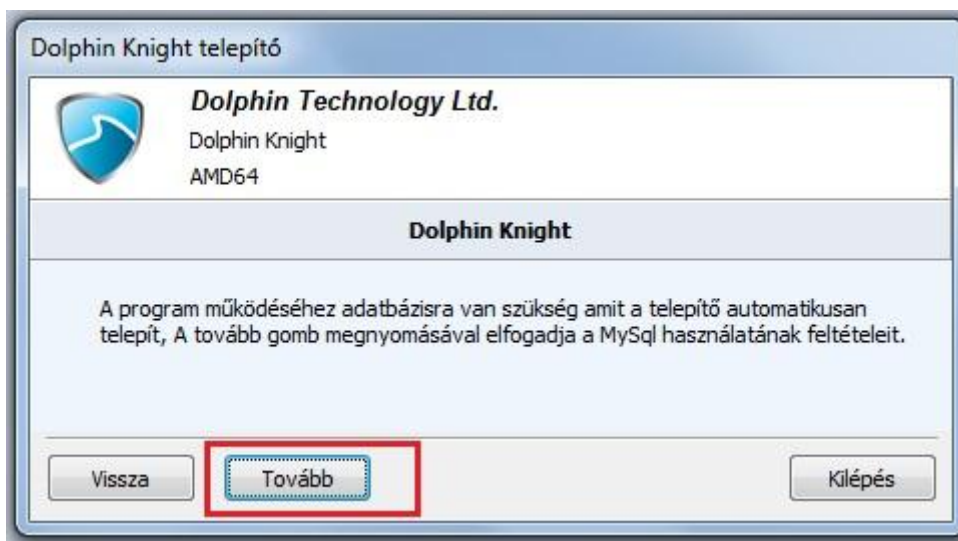 Dolphin Knight telepítő
Dolphin Technology Ltd.
Dolphin Knight
AMD64
Dolphin Knight
A program működéséhez adatbázisra van szükség amit a telepítő automatikusan
telepít, A tovább gomb megnyomásával elfogadja a MySql használatának feltételeit.
Vissza
Tovább
Kilépés